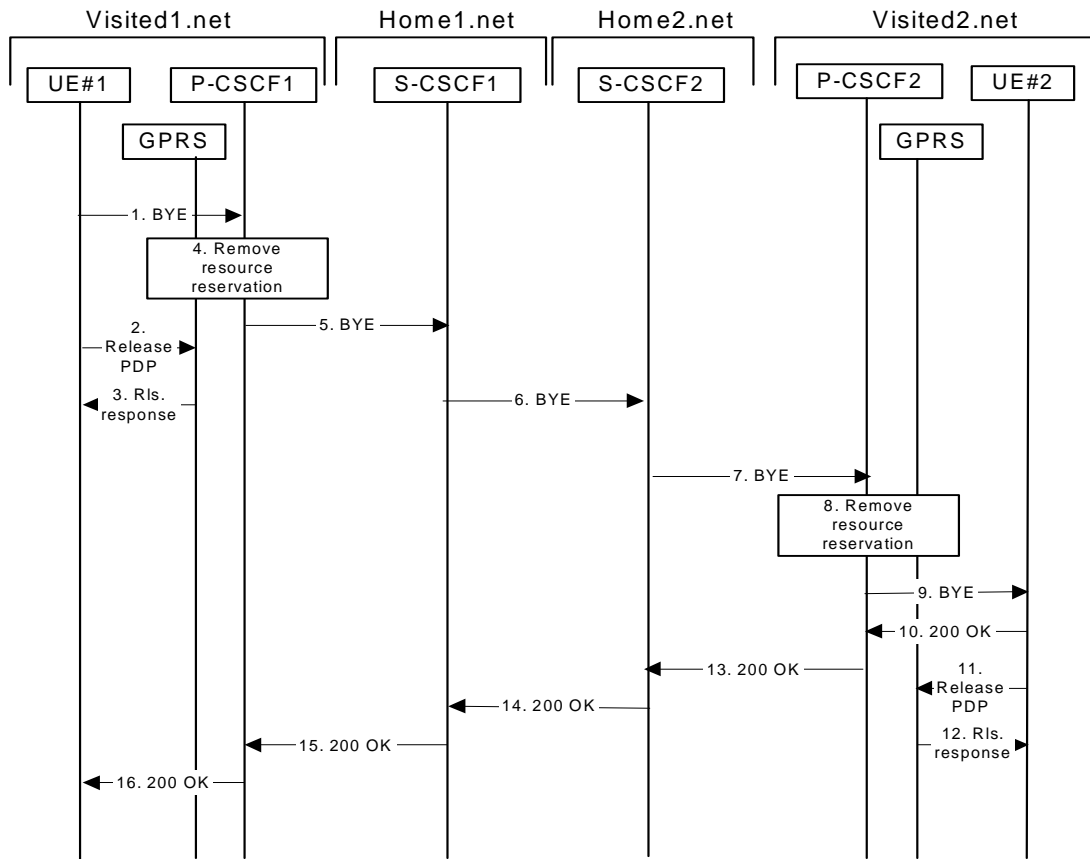 Visited1.net
Home1.net
Home2.net
Visited2.net
UE#1
P-CSCF1
S-CSCF1
S-CSCF2
P-CSCF2
UE#2
GPRS
GPRS
1. BYE
4. Remove
resource
reservation
5. BYE
2.
Release
PDP
3. Rls.
response
6. BYE
7. BYE
8. Remove
resource
reservation
9. BYE
10. 200 OK
13. 200 OK
11.
Release
PDP
14. 200 OK
12. Rls.
response
15. 200 OK
16. 200 OK